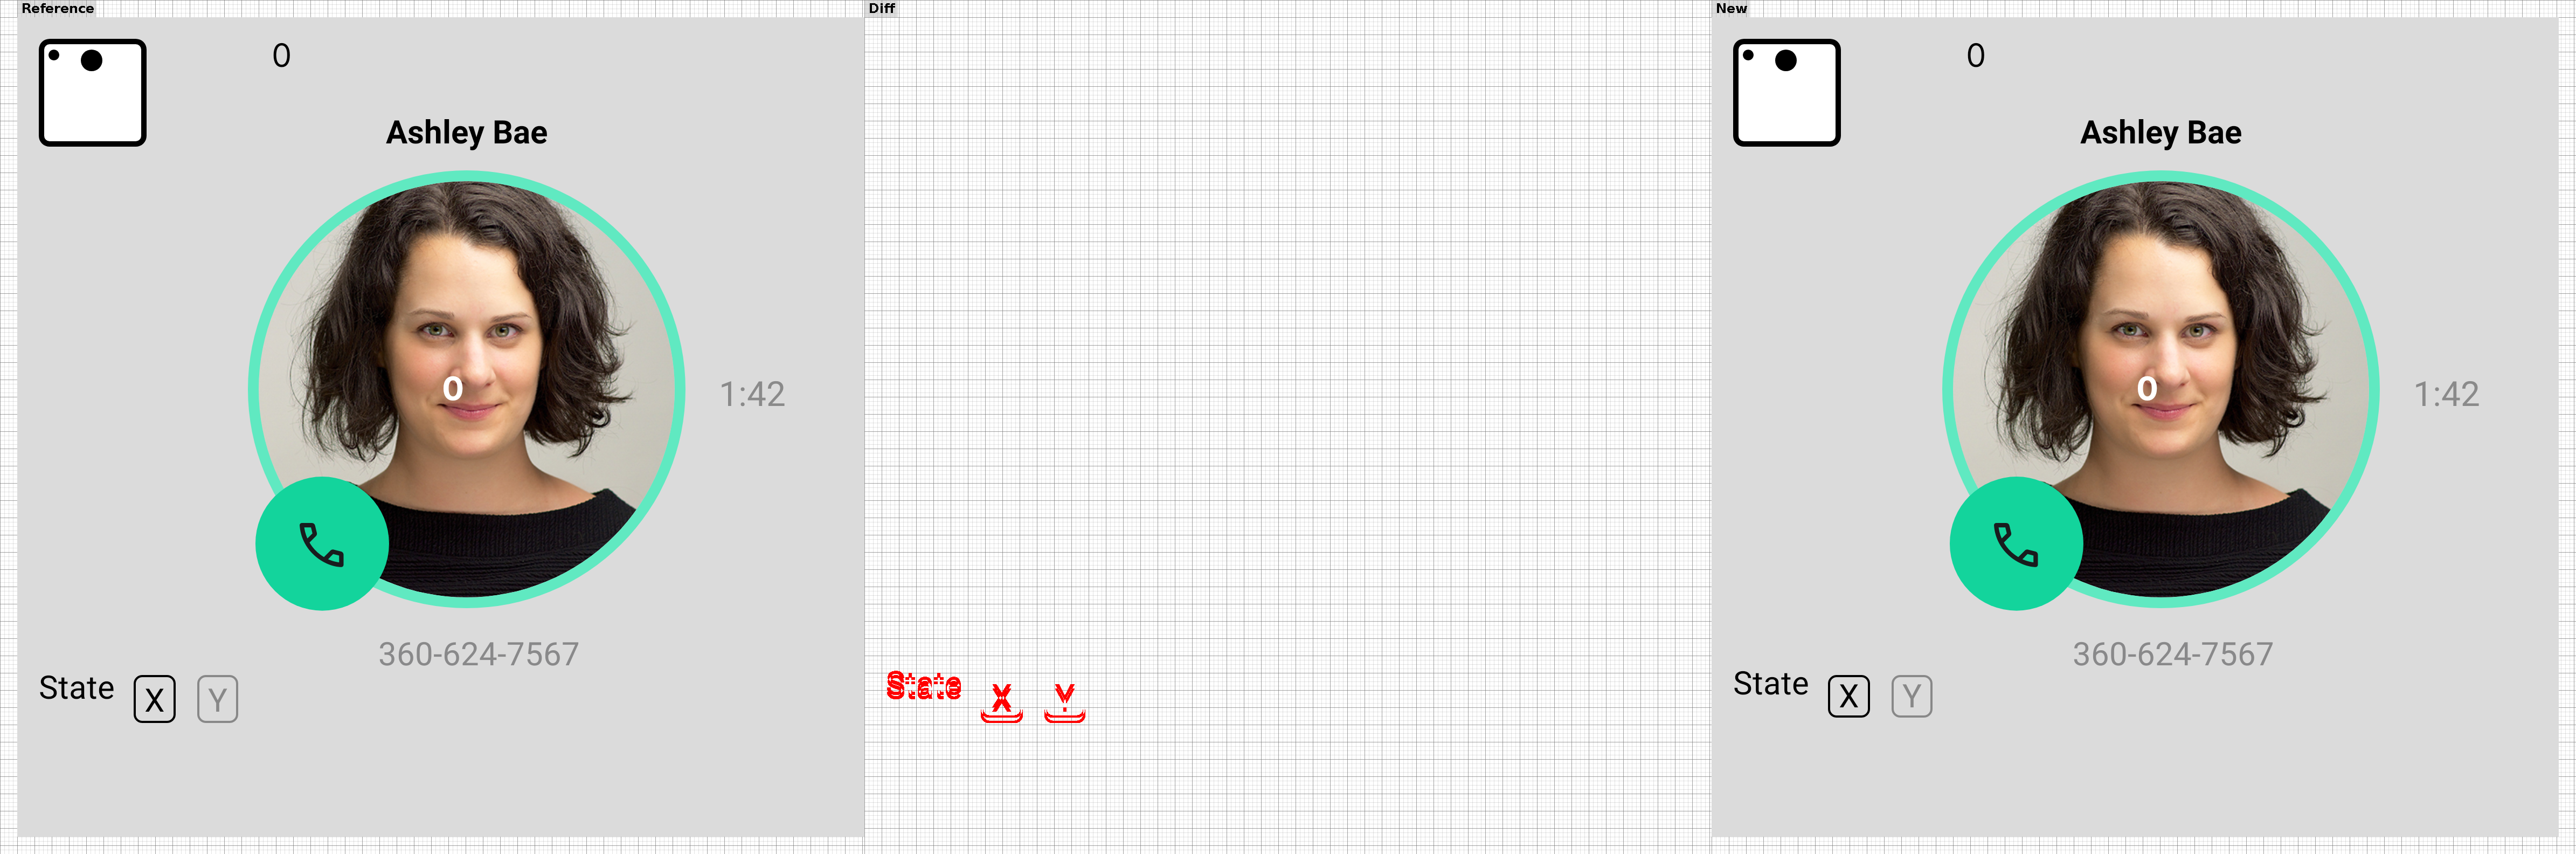 Reference
Diff
New
0
Ashley Bae
0
1:42
360-624-7567
State X Y
State X Y
0
Ashley Bae
0
1:42
360-624-7567
State X Y